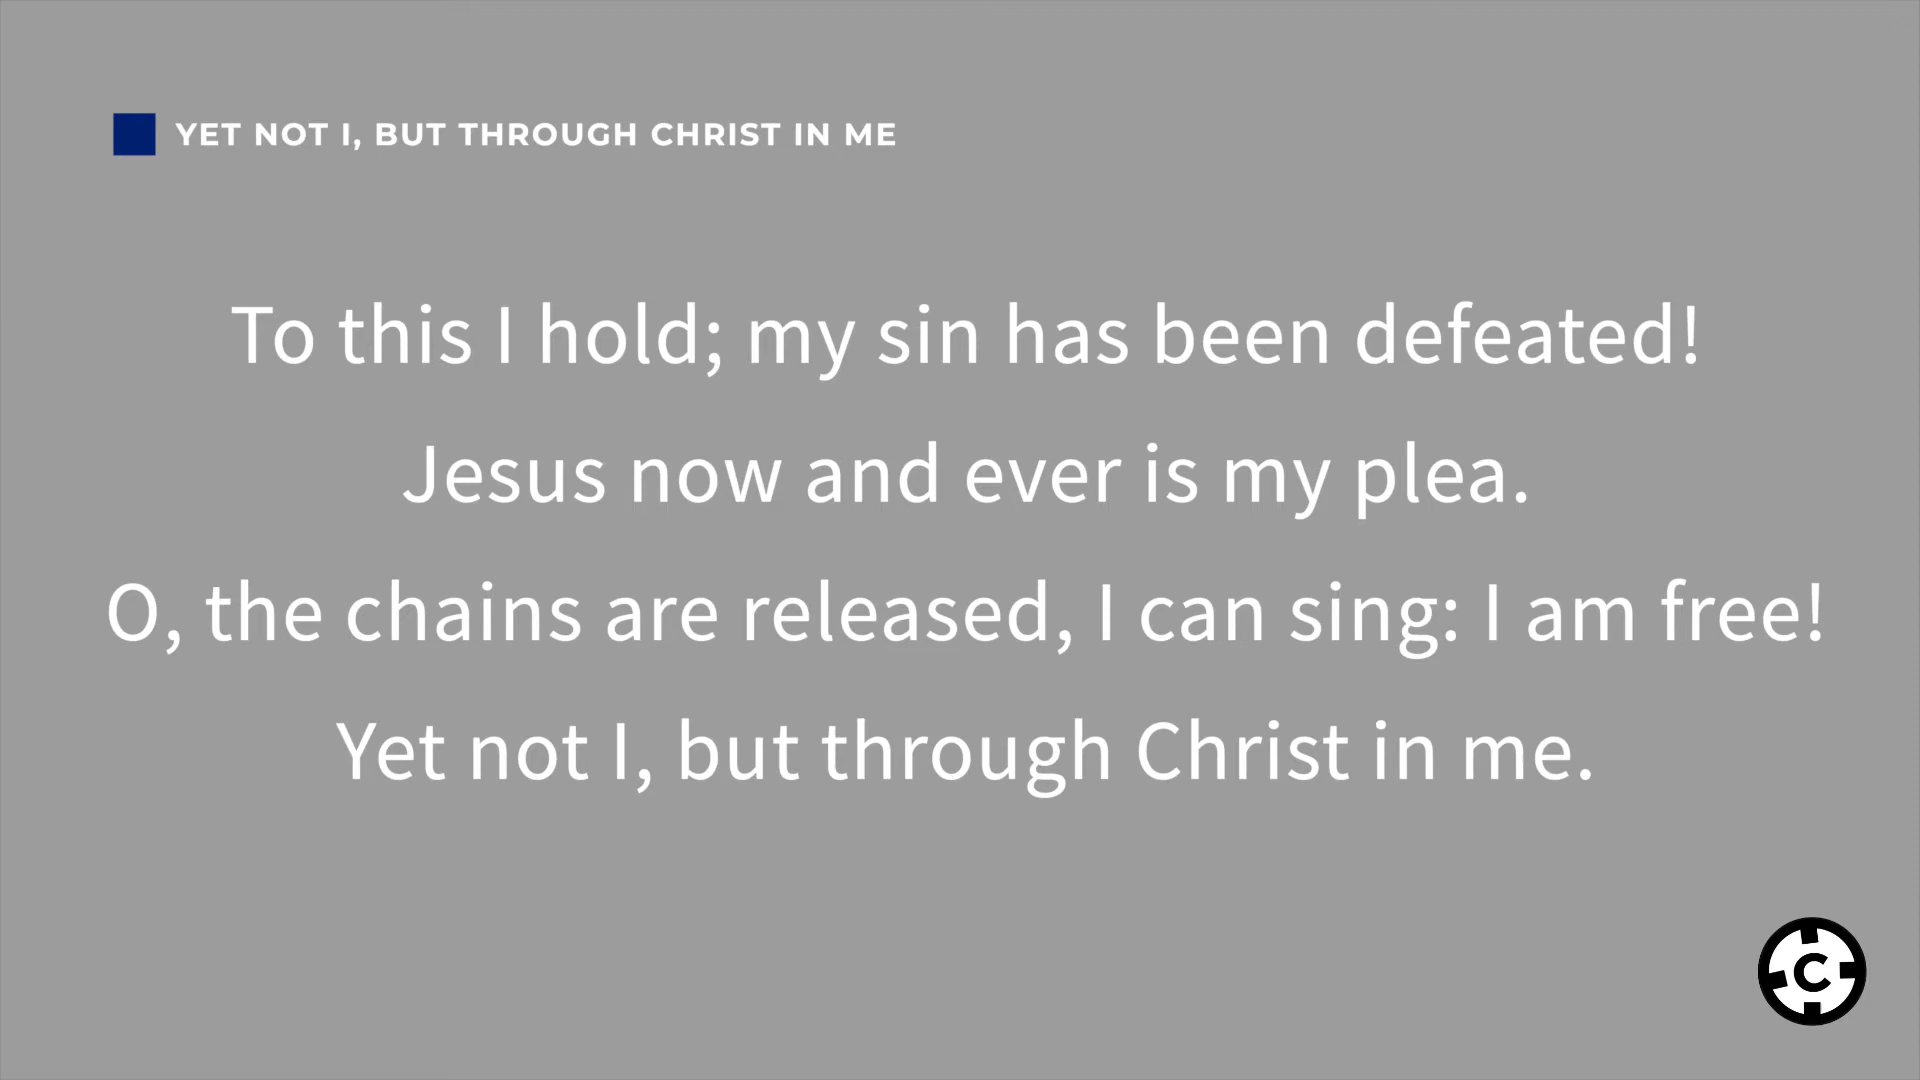 YET NOT I, BUT THROUGH CHRIST IN ME
To this I hold; my sin has been defeated!
Jesus now and ever is my plea.
O, the chains are released, I can sing: I am free!
Yet not I, but through Christ in me.
C